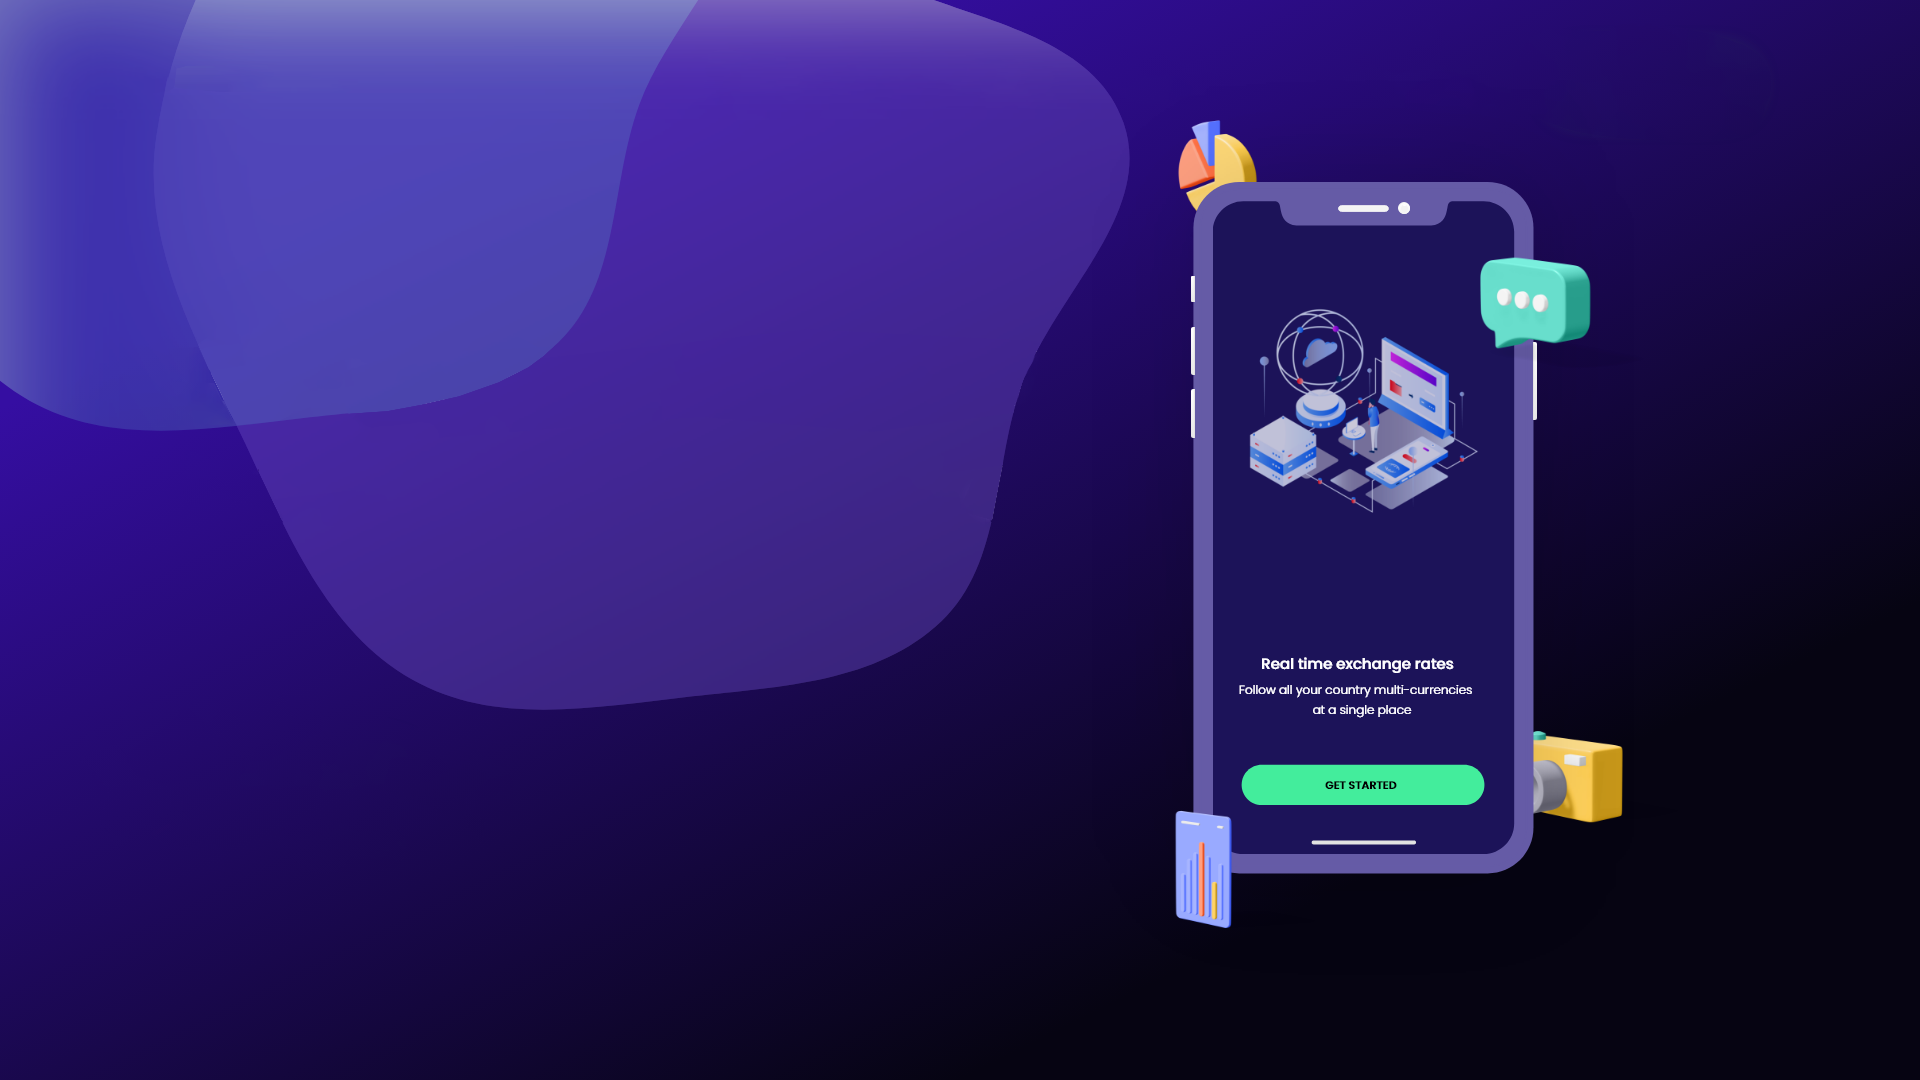 Real time exchange rates
Follow all your country multi-currencies
at a single place
GET STARTED